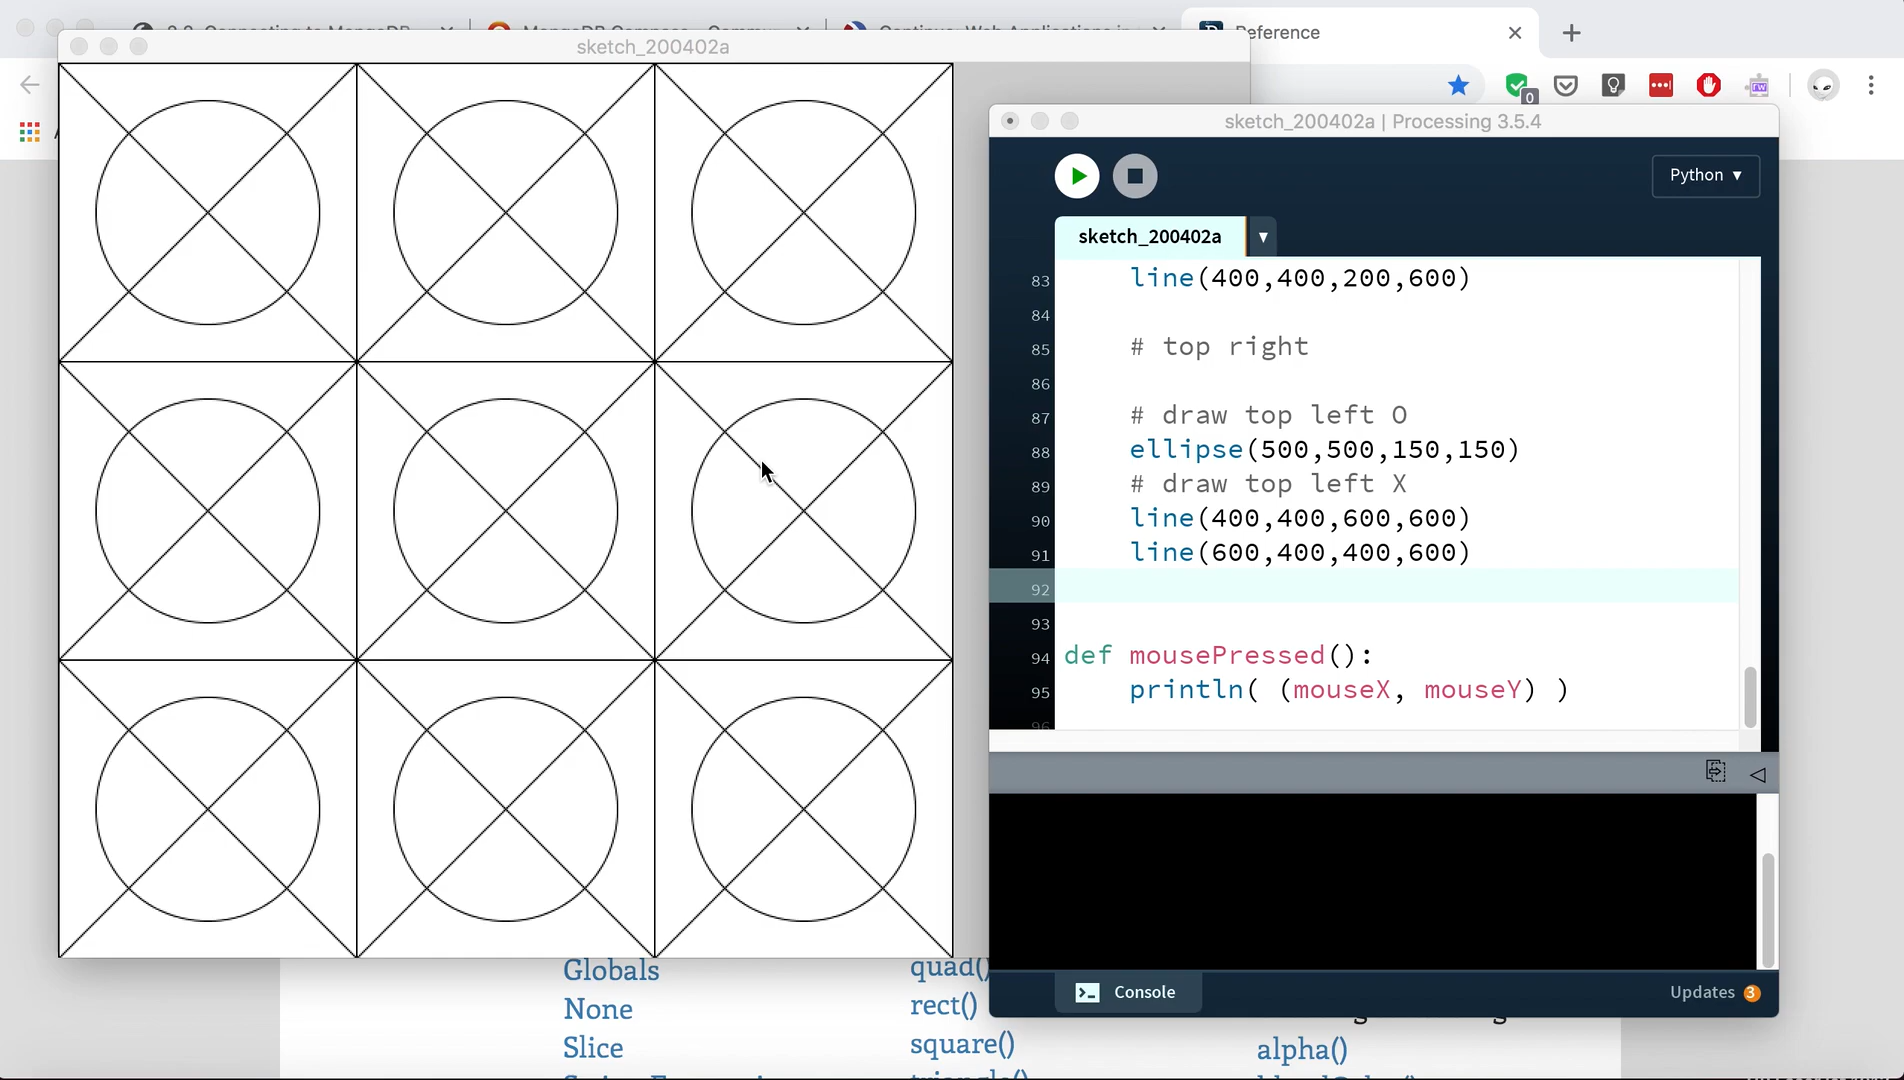 sketch_200402a
Reference
0
sketch_200402a | Processing 3.5.4
Python ▼
sketch_200402a ▼
83 line(400,400,200,600)
84
85 # top right
86
87 # draw top left O
88 ellipse(500,500,150,150)
89 # draw top left X
90 line(400,400,600,600)
91 line(600,400,400,600)
92
93
94 def mousePressed():
95 println( (mouseX, mouseY) )
96
Console
Updates 3
Globals
None
Slice
quad()
rect()
square()
alpha()